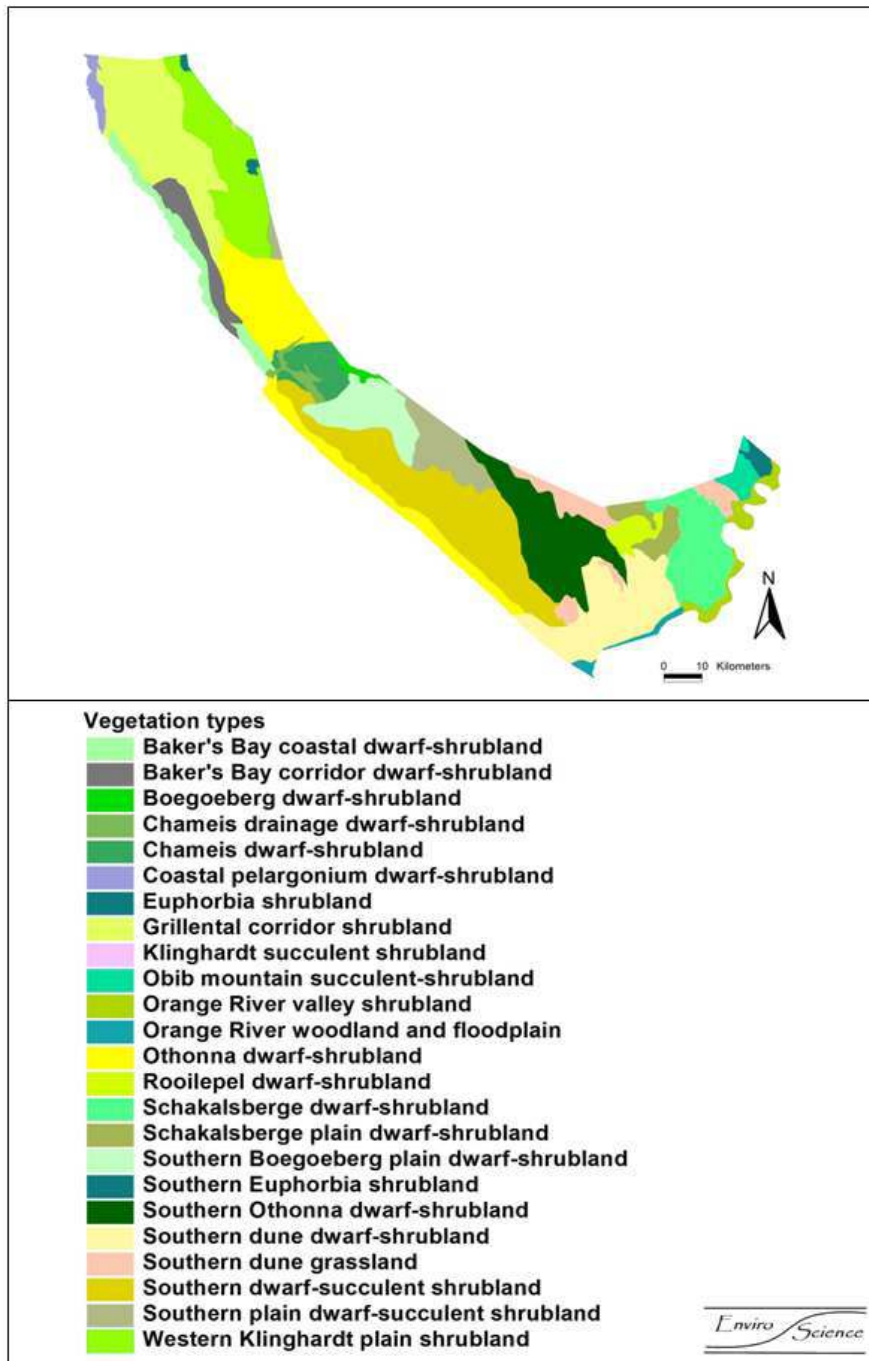 N
0 10 Kilometers
Vegetation types
Baker's Bay coastal dwarf-shrubland
Baker's Bay corridor dwarf-shrubland
Boegoeberg dwarf-shrubland
Chameis drainage dwarf-shrubland
Chameis dwarf-shrubland
Coastal pelargonium dwarf-shrubland
Euphorbia shrubland
Grillental corridor shrubland
Klinghardt succulent shrubland
Obib mountain succulent-shrubland
Orange River valley shrubland
Orange River woodland and floodplain
Othonna dwarf-shrubland
Rooilepel dwarf-shrubland
Schakalsberge dwarf-shrubland
Schakalsberge plain dwarf-shrubland
Southern Boegoeberg plain dwarf-shrubland
Southern Euphorbia shrubland
Southern Othonna dwarf-shrubland
Southern dune dwarf-shrubland
Southern dune grassland
Southern dwarf-succulent shrubland
Southern plain dwarf-succulent shrubland
Western Klinghardt plain shrubland
Enviro Science